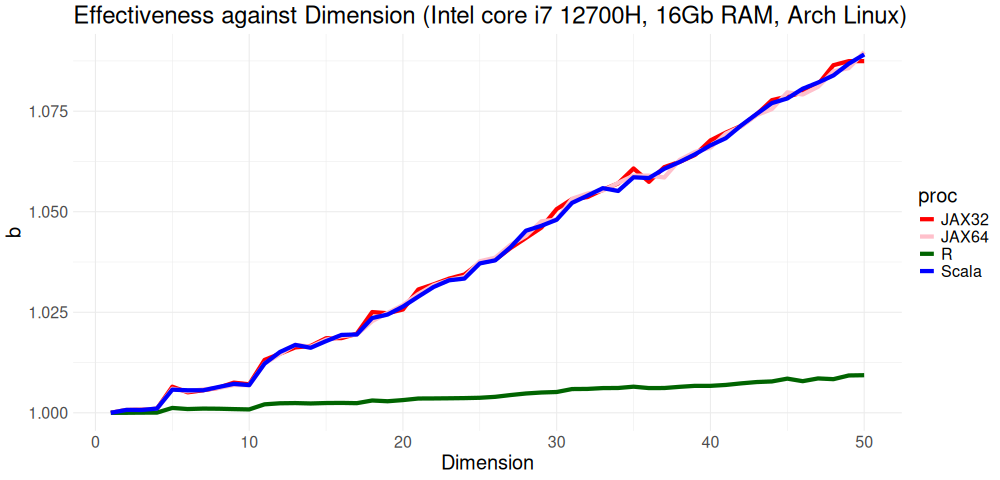 Effectiveness against Dimension (Intel core i7 12700H, 16Gb RAM, Arch Linux)
1.075
1.050
1.025
1.000
b
0 10 20 30 40 50
Dimension
proc
JAX32
JAX64
R
Scala